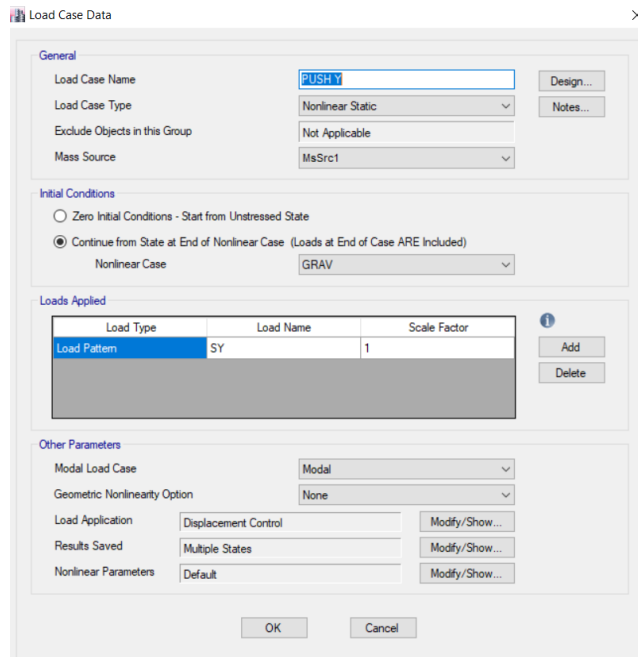 Load Case Data
General
Load Case Name PUSH Y Design...
Load Case Type Nonlinear Static Notes...
Exclude Objects in this Group Not Applicable
Mass Source MsSrc1
Initial Conditions
Zero Initial Conditions - Start from Unstressed State
Continue from State at End of Nonlinear Case (Loads at End of Case ARE Included)
Nonlinear Case GRAV
Loads Applied
Load Type Load Name Scale Factor
Load Pattern SY 1 Add
Delete
Other Parameters
Modal Load Case Modal
Geometric Nonlinearity Option None
Load Application Displacement Control Modify/Show...
Results Saved Multiple States Modify/Show...
Nonlinear Parameters Default Modify/Show...
OK Cancel